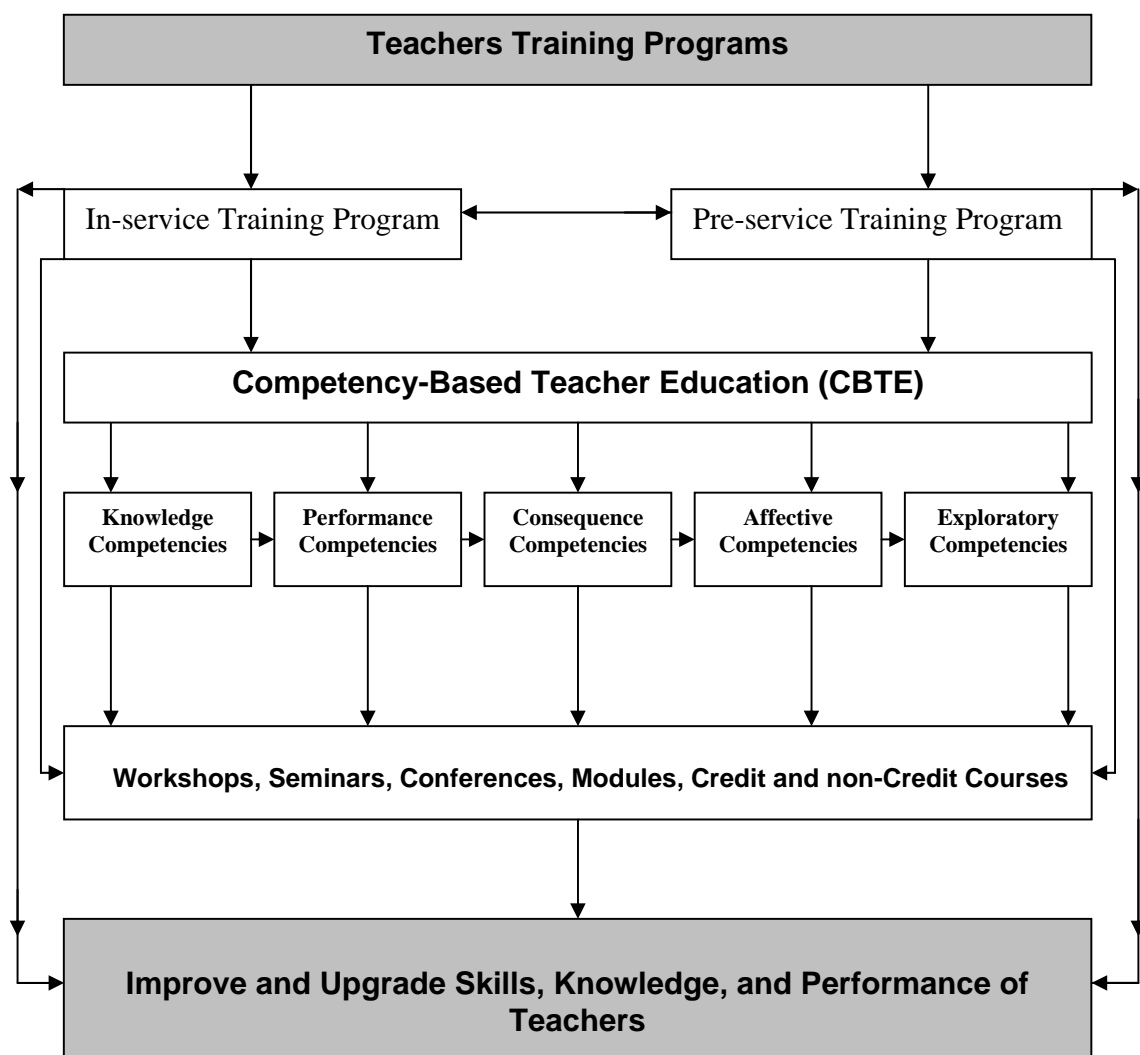 Teachers Training Programs
In-service Training Program
Pre-service Training Program
Competency-Based Teacher Education (CBTE)
Knowledge
Competencies
Performance
Competencies
Consequence
Competencies
Affective
Competencies
Exploratory
Competencies
Workshops, Seminars, Conferences, Modules, Credit and non-Credit Courses
Improve and Upgrade Skills, Knowledge, and Performance of
Teachers